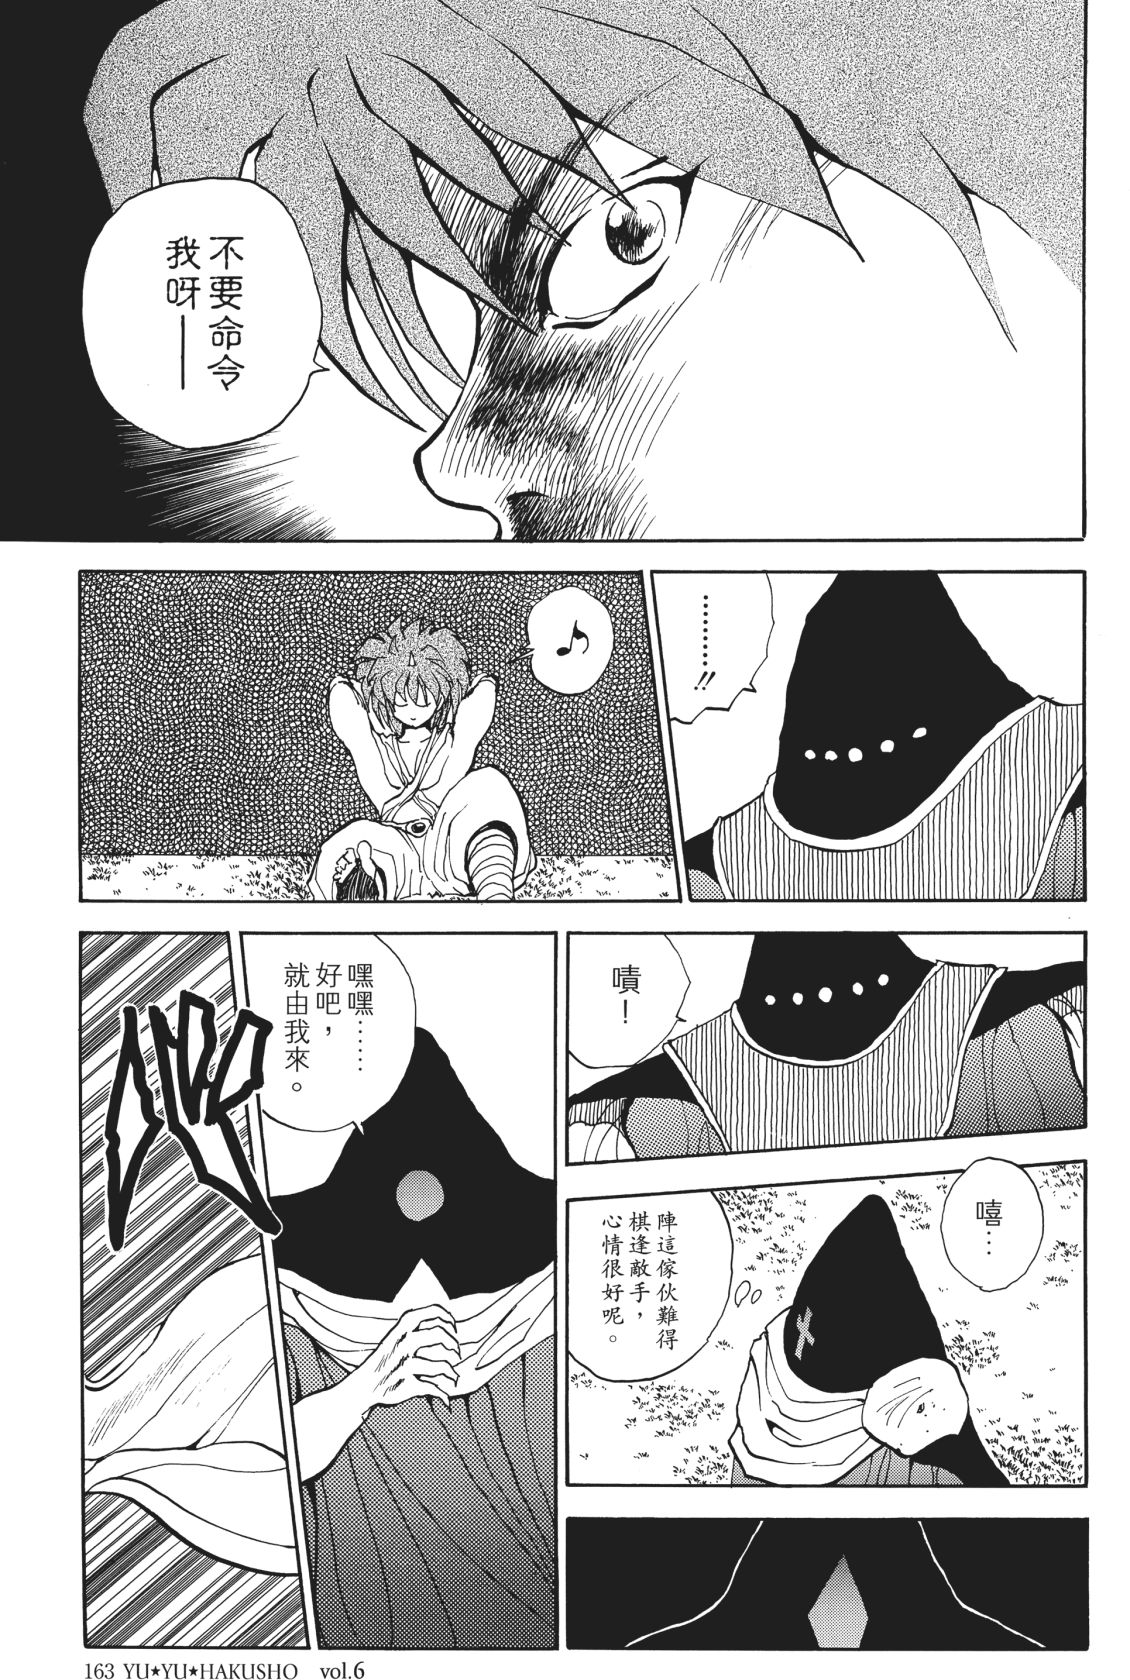 不要命令
我呀——
……!!
♪
嘖！
嘻…
陣這傢伙難得
棋逢敵手，
心情很好呢。
嘿嘿……
好吧，
就由我來。
163 YU★YU★HAKUSHO vol.6